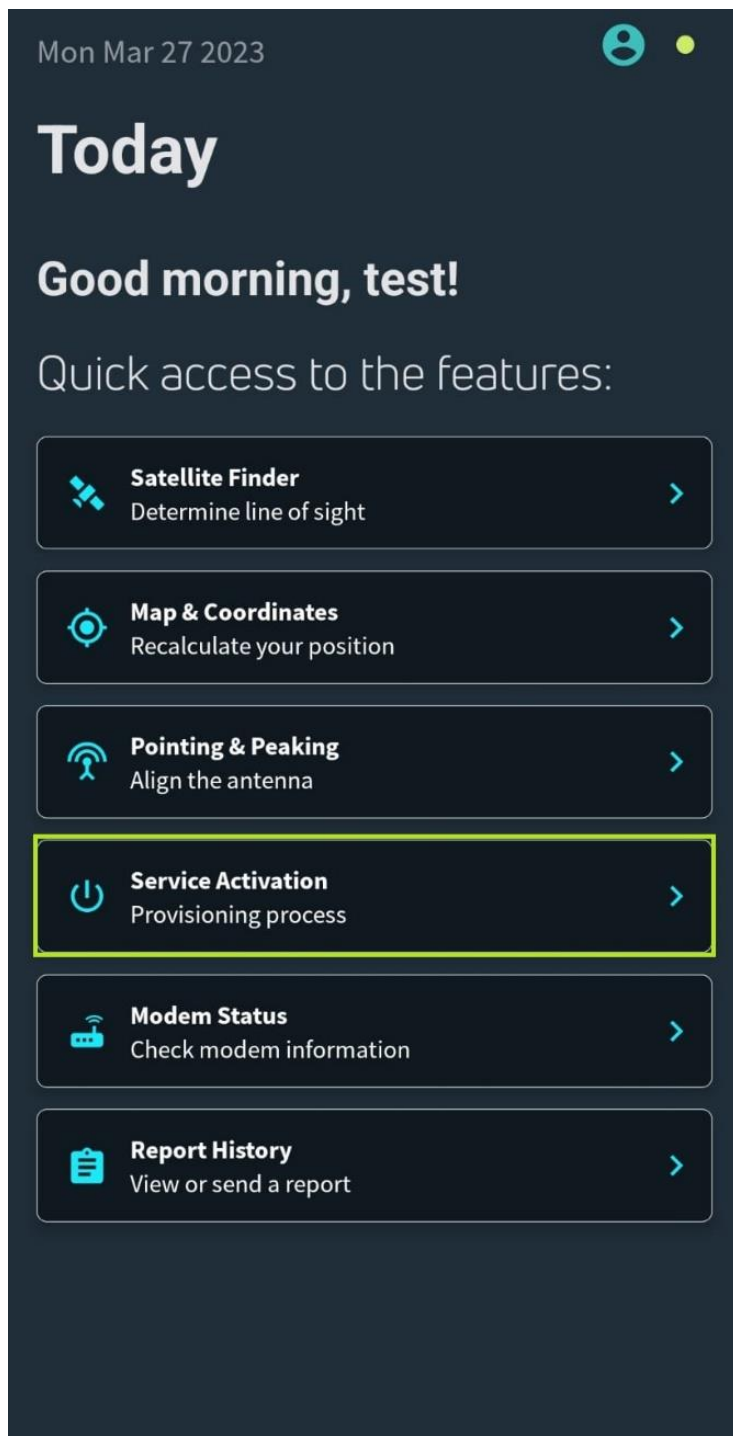 Mon Mar 27 2023
Today
Good morning, test!
Quick access to the features:
Satellite Finder
Determine line of sight
Map & Coordinates
Recalculate your position
Pointing & Peaking
Align the antenna
Service Activation
Provisioning process
Modem Status
Check modem information
Report History
View or send a report